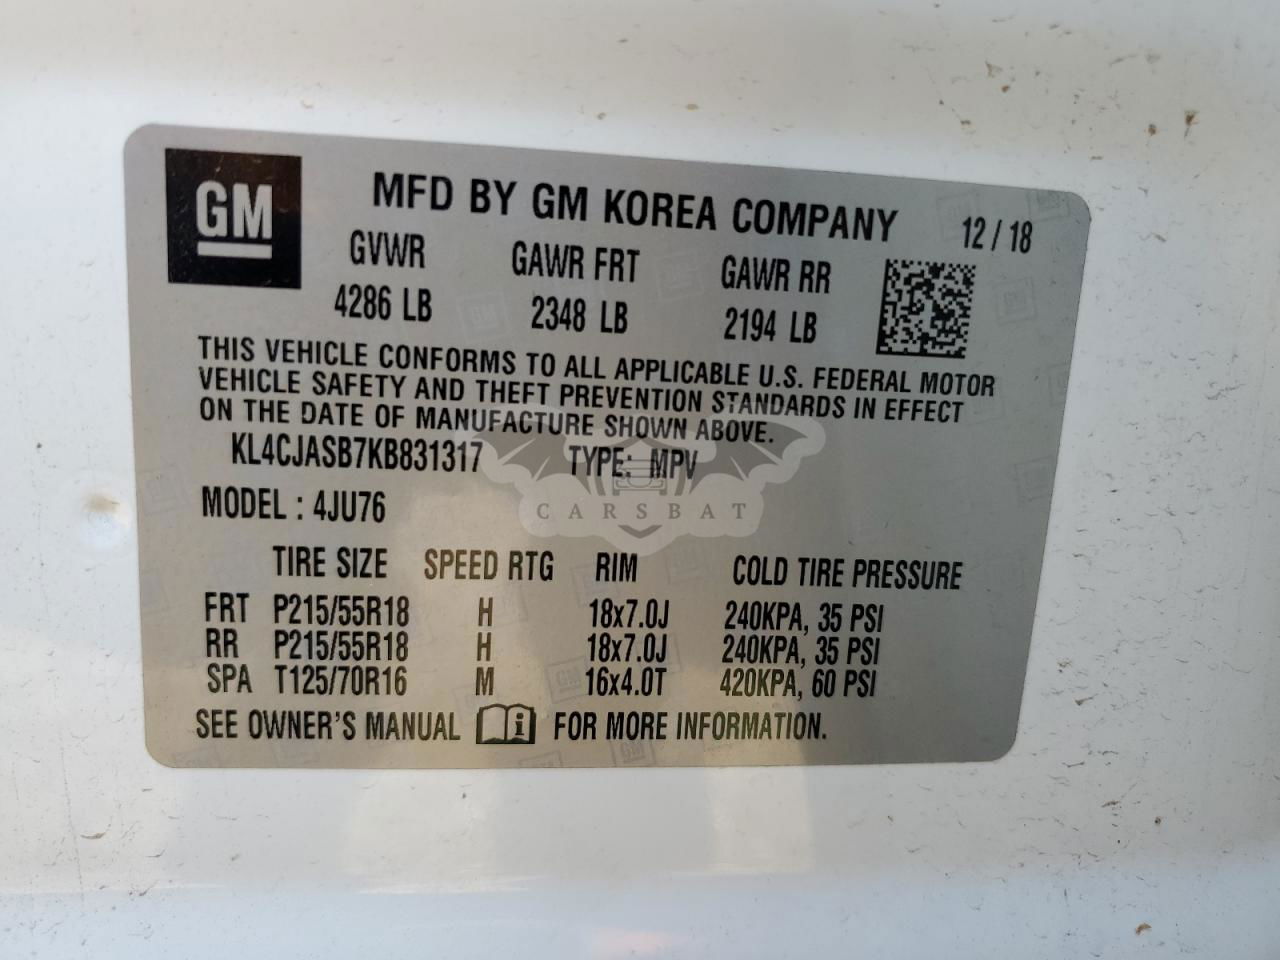 GM
MFD BY GM KOREA COMPANY 12/18
GVWR GAWR FRT GAWR RR
4286 LB 2348 LB 2194 LB
THIS VEHICLE CONFORMS TO ALL APPLICABLE U.S. FEDERAL MOTOR
VEHICLE SAFETY AND THEFT PREVENTION STANDARDS IN EFFECT
ON THE DATE OF MANUFACTURE SHOWN ABOVE.
KL4CJASB7KB831317 TYPE: MPV
CARSBAT
MODEL : 4JU76
TIRE SIZE SPEED RTG RIM COLD TIRE PRESSURE
FRT P215/55R18 H 18x7.0J 240KPA, 35 PSI
RR P215/55R18 H 18x7.0J 240KPA, 35 PSI
SPA T125/70R16 M 16x4.0T 420KPA, 60 PSI
SEE OWNER'S MANUAL i FOR MORE INFORMATION.